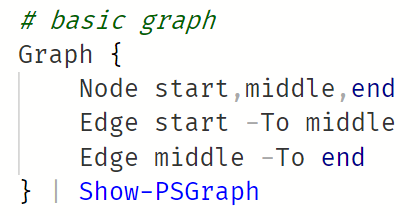 # basic graph
Graph {
    Node start,middle,end
    Edge start -To middle
    Edge middle -To end
} | Show-PSGraph